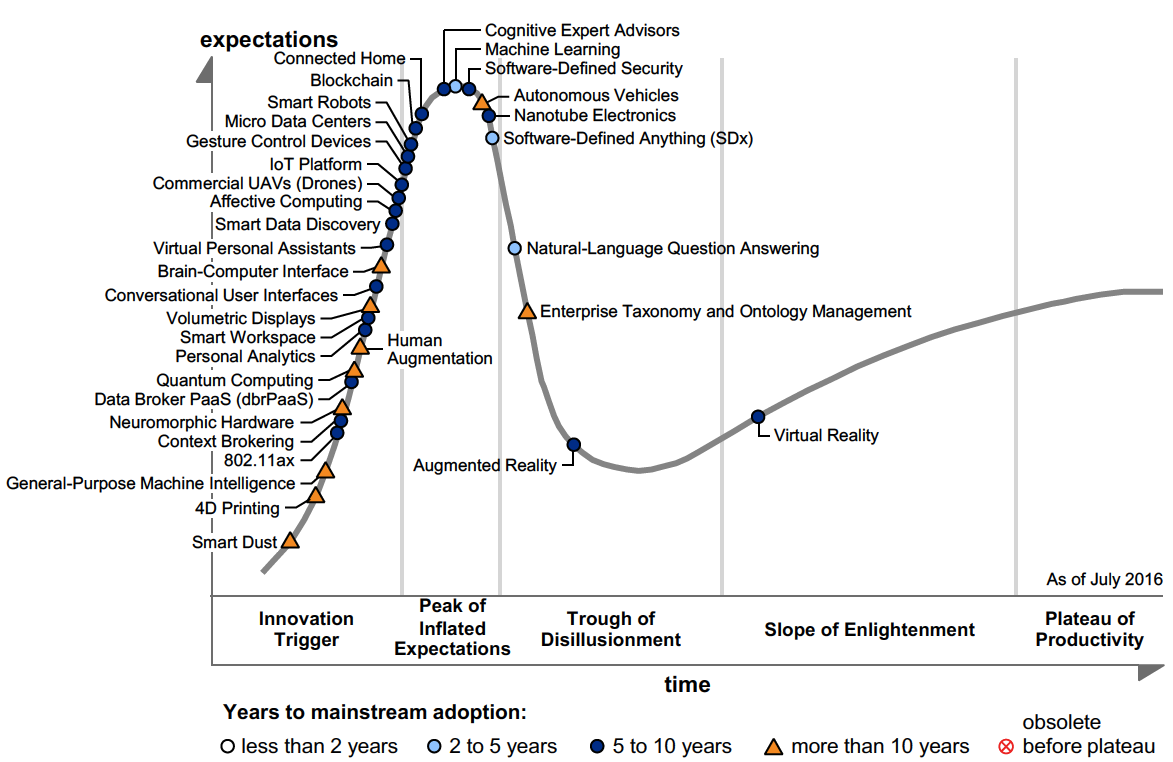 expectations
Cognitive Expert Advisors
Machine Learning
Connected Home
Software-Defined Security
Blockchain
Autonomous Vehicles
Smart Robots
Nanotube Electronics
Micro Data Centers
Software-Defined Anything (SDx)
Gesture Control Devices
IoT Platform
Commercial UAVs (Drones)
Affective Computing
Smart Data Discovery
Virtual Personal Assistants
Natural-Language Question Answering
Brain-Computer Interface
Conversational User Interfaces
Volumetric Displays
Enterprise Taxonomy and Ontology Management
Smart Workspace
Human
Augmentation
Personal Analytics
Quantum Computing
Data Broker PaaS (dbrPaaS)
Neuromorphic Hardware
Context Brokering
Virtual Reality
802.11ax
Augmented Reality
General-Purpose Machine Intelligence
4D Printing
Smart Dust
As of July 2016
Innovation
Trigger
Peak of
Inflated
Expectations
Trough of
Disillusionment
Slope of Enlightenment
Plateau of
Productivity
time
Years to mainstream adoption:
less than 2 years
2 to 5 years
5 to 10 years
more than 10 years
obsolete
before plateau